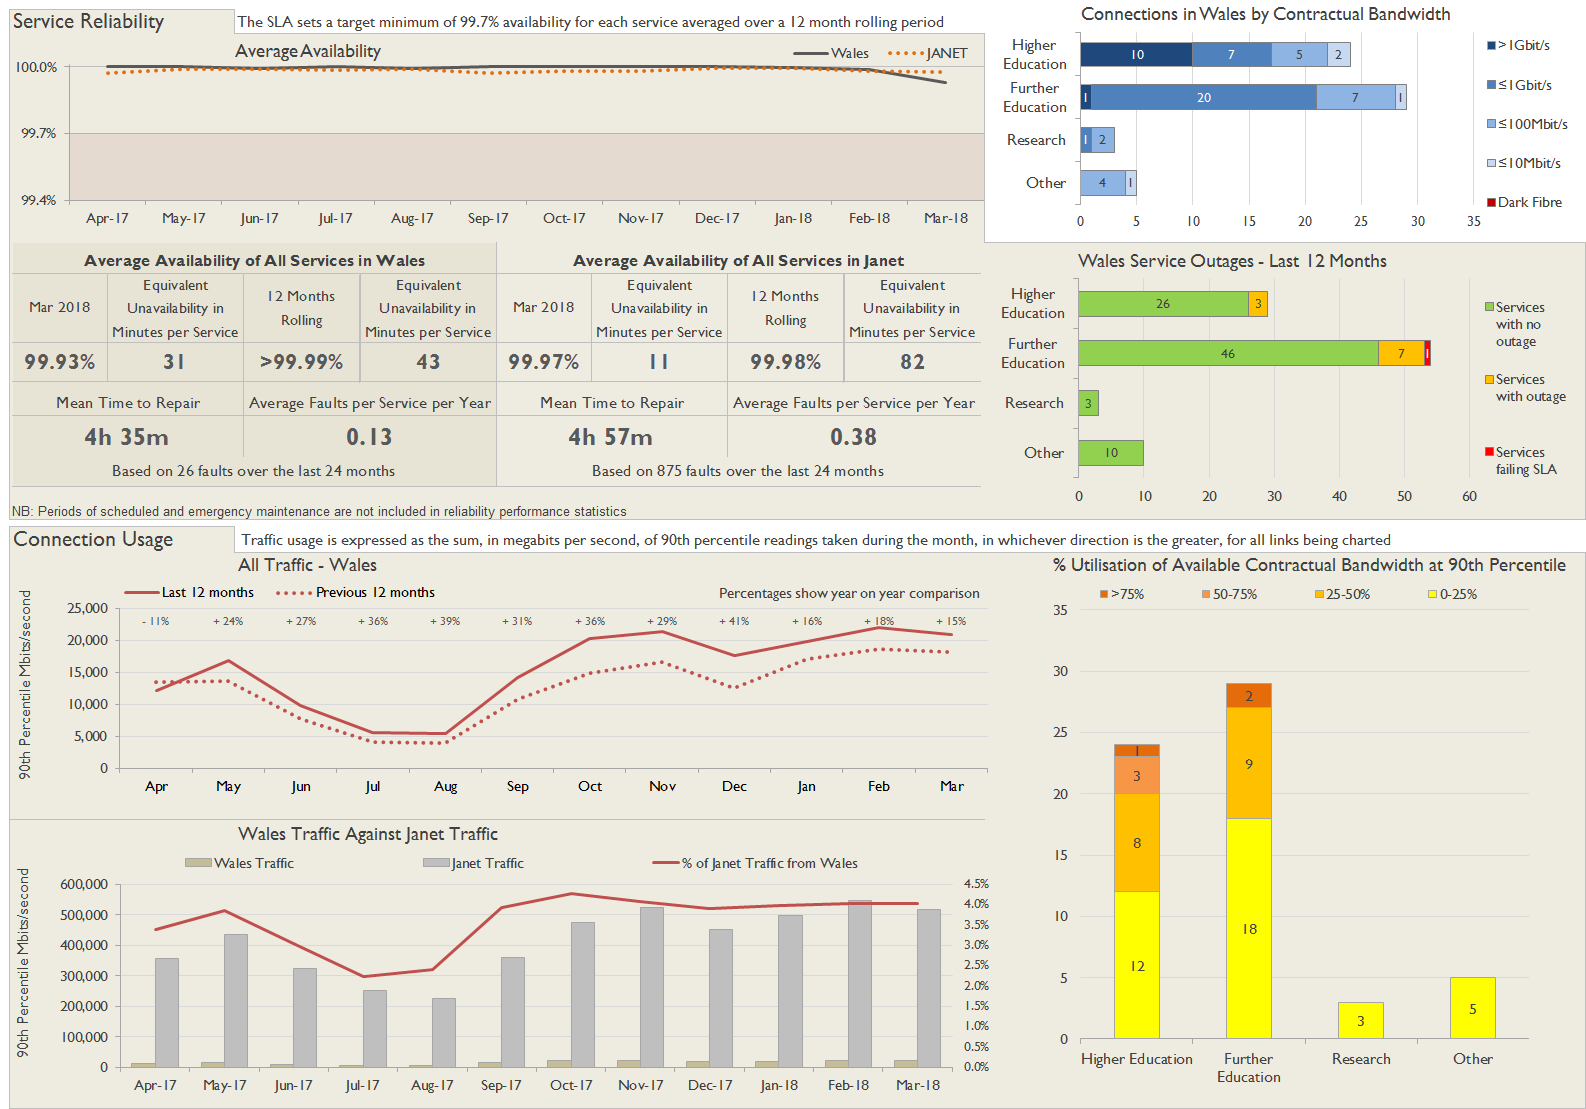 Service Reliability
The SLA sets a target minimum of 99.7% availability for each service averaged over a 12 month rolling period
Average Availability
Wales
JANET
100.0%
99.7%
99.4%
Apr-17 May-17 Jun-17 Jul-17 Aug-17 Sep-17 Oct-17 Nov-17 Dec-17 Jan-18 Feb-18 Mar-18
Connections in Wales by Contractual Bandwidth
Higher
Education
10 7 5 2
Further
Education
1 20 7 1
Research
1 2
Other
4 1
0 5 10 15 20 25 30 35
>1Gbit/s
≤1Gbit/s
≤100Mbit/s
≤10Mbit/s
Dark Fibre
Average Availability of All Services in Wales
Mar 2018
Equivalent
Unavailability in
Minutes per Service
12 Months
Rolling
Equivalent
Unavailability in
Minutes per Service
99.93% 31 >99.99% 43
Mean Time to Repair
Average Faults per Service per Year
4h 35m 0.13
Based on 26 faults over the last 24 months
Average Availability of All Services in Janet
Mar 2018
Equivalent
Unavailability in
Minutes per Service
12 Months
Rolling
Equivalent
Unavailability in
Minutes per Service
99.97% 11 99.98% 82
Mean Time to Repair
Average Faults per Service per Year
4h 57m 0.38
Based on 875 faults over the last 24 months
NB: Periods of scheduled and emergency maintenance are not included in reliability performance statistics
Wales Service Outages - Last 12 Months
Higher
Education
26 3
Further
Education
46 7 1
Research
3
Other
10
0 10 20 30 40 50 60
Services
with no
outage
Services
with outage
Services
failing SLA
Connection Usage
Traffic usage is expressed as the sum, in megabits per second, of 90th percentile readings taken during the month, in whichever direction is the greater, for all links being charted
All Traffic - Wales
Last 12 months
Previous 12 months
Percentages show year on year comparison
90th Percentile Mbits/second
25,000
20,000
15,000
10,000
5,000
0
- 11% + 24% + 27% + 36% + 39% + 31% + 36% + 29% + 41% + 16% + 18% + 15%
Apr May Jun Jul Aug Sep Oct Nov Dec Jan Feb Mar
Wales Traffic Against Janet Traffic
Wales Traffic
Janet Traffic
% of Janet Traffic from Wales
90th Percentile Mbits/second
600,000
500,000
400,000
300,000
200,000
100,000
0
4.5%
4.0%
3.5%
3.0%
2.5%
2.0%
1.5%
1.0%
0.5%
0.0%
Apr-17 May-17 Jun-17 Jul-17 Aug-17 Sep-17 Oct-17 Nov-17 Dec-17 Jan-18 Feb-18 Mar-18
% Utilisation of Available Contractual Bandwidth at 90th Percentile
>75%
50-75%
25-50%
0-25%
35
30
25
20
15
10
5
0
1
3
8
12
2
9
18
3
5
Higher Education
Further
Education
Research
Other